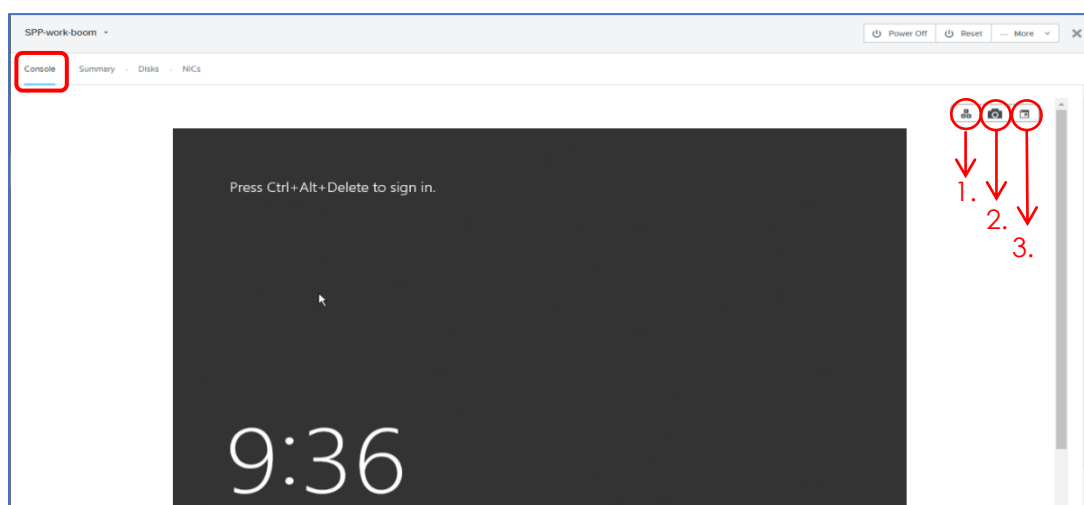 SPP-work-boom
Power Off Reset ... More
Console Summary Disks NICs
Press Ctrl+Alt+Delete to sign in.
1.
2.
3.
9:36